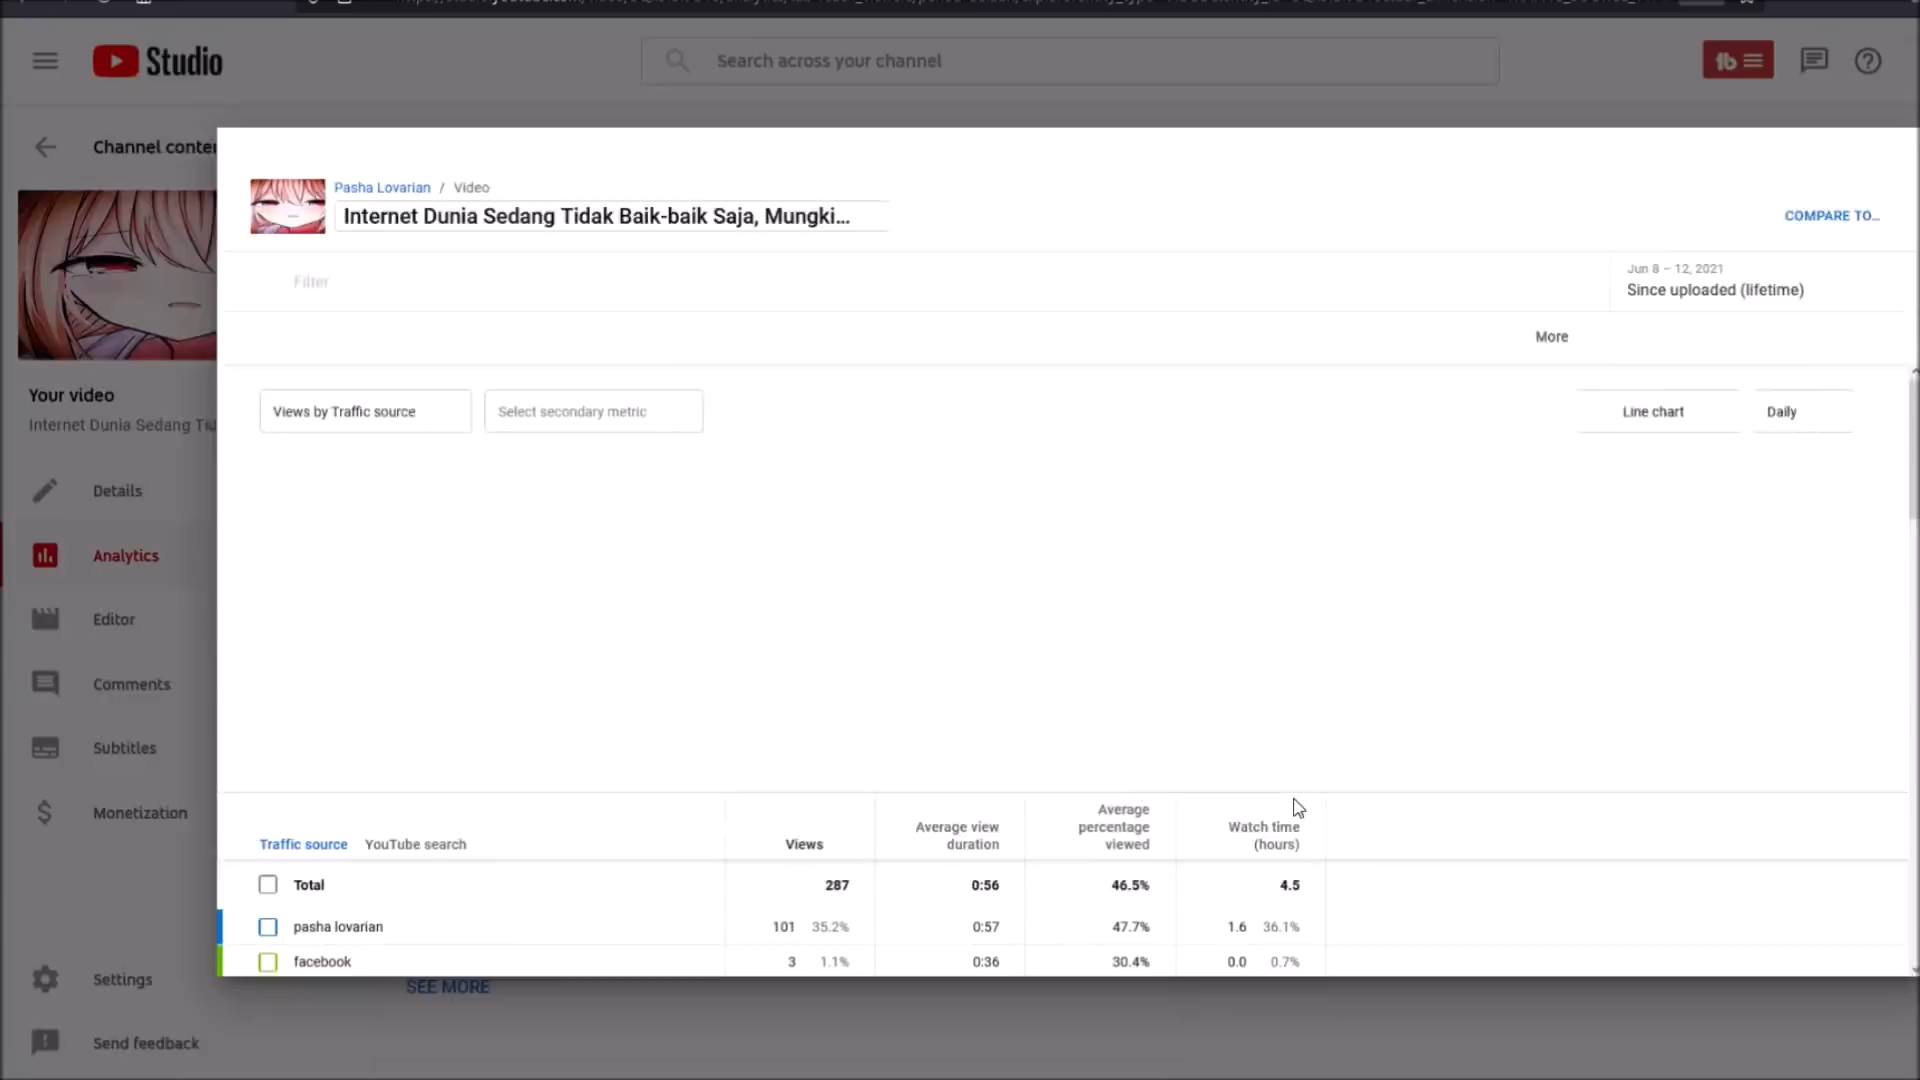 Studio
Search across your channel
Channel conte
Pasha Lovarian / Video
Internet Dunia Sedang Tidak Baik-baik Saja, Mungki...
COMPARE TO...
Filter
Jun 8 – 12, 2021
Since uploaded (lifetime)
More
Your video
Internet Dunia Sedang
Views by Traffic source
Select secondary metric
Line chart
Daily
Details
Analytics
Editor
Comments
Subtitles
Monetization
Settings
Send feedback
Traffic source YouTube search Views Average view duration Average percentage viewed Watch time (hours)
Total 287 0:56 46.5% 4.5
pasha lovarian 101 35.2% 0:57 47.7% 1.6 36.1%
facebook 3 1.1% 0:36 30.4% 0.0 0.7%
SEE MORE